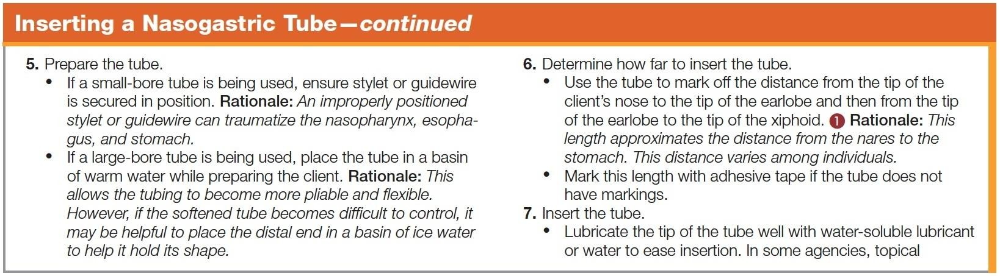 Inserting a Nasogastric Tube—continued
5. Prepare the tube.
• If a small-bore tube is being used, ensure stylet or guidewire
is secured in position. Rationale: An improperly positioned
stylet or guidewire can traumatize the nasopharynx, esopha-
gus, and stomach.
• If a large-bore tube is being used, place the tube in a basin
of warm water while preparing the client. Rationale: This
allows the tubing to become more pliable and flexible.
However, if the softened tube becomes difficult to control, it
may be helpful to place the distal end in a basin of ice water
to help it hold its shape.
6. Determine how far to insert the tube.
• Use the tube to mark off the distance from the tip of the
client's nose to the tip of the earlobe and then from the tip
of the earlobe to the tip of the xiphoid. 1 Rationale: This
length approximates the distance from the nares to the
stomach. This distance varies among individuals.
• Mark this length with adhesive tape if the tube does not
have markings.
7. Insert the tube.
• Lubricate the tip of the tube well with water-soluble lubricant
or water to ease insertion. In some agencies, topical